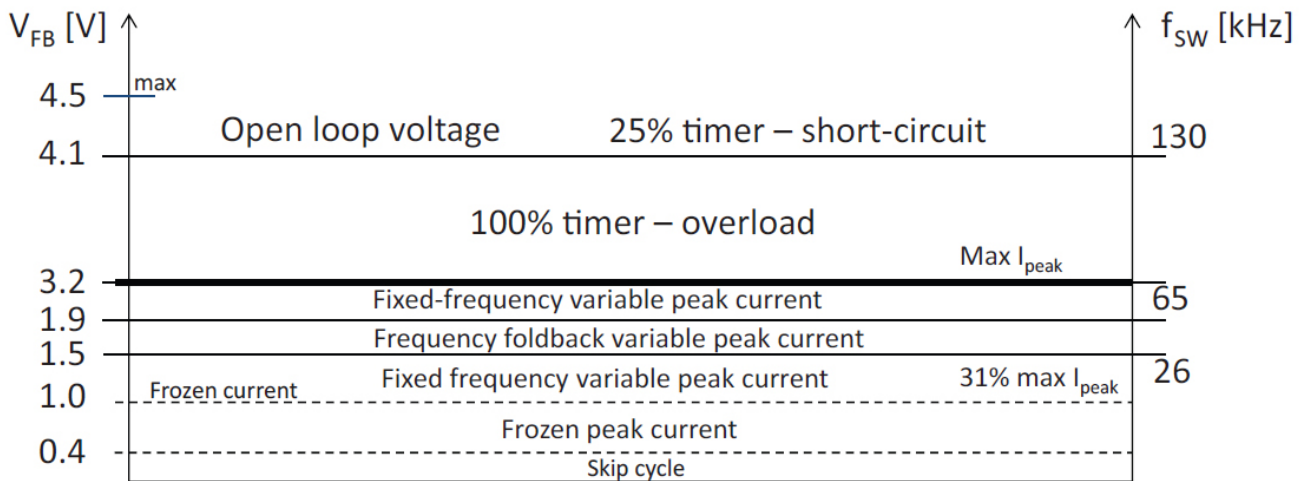 V_FB [V]
f_SW [kHz]
max
4.5
Open loop voltage 25% timer – short-circuit
4.1
130
100% timer – overload
Max I_peak
3.2
Fixed-frequency variable peak current
65
1.9
Frequency foldback variable peak current
1.5
Fixed frequency variable peak current
31% max I_peak
26
Frozen current
1.0
Frozen peak current
0.4
Skip cycle